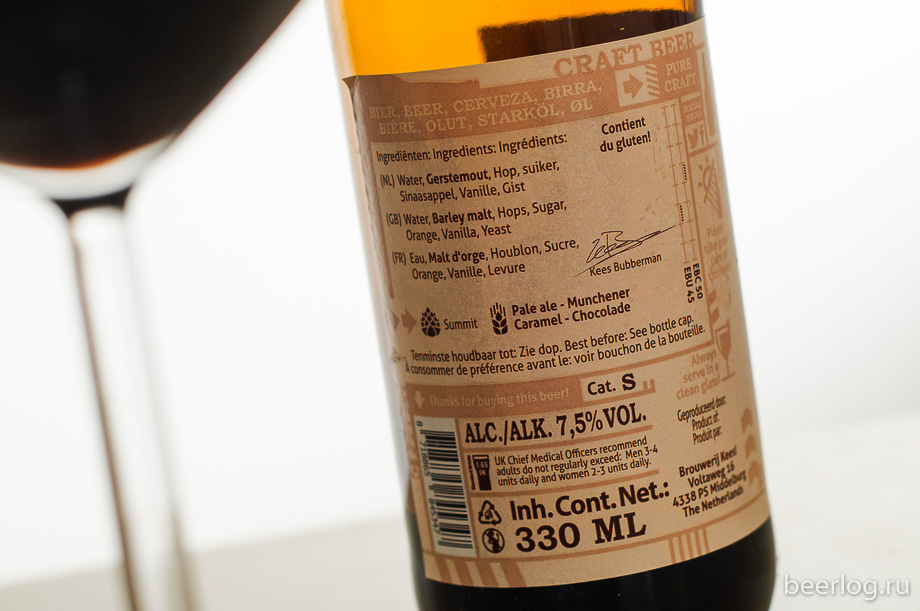 CRAFT BEER
BIER, BEER, CERVEZA, BIRRA,
BIÈRE, OLUT, STARKÖL, ØL
PURE
CRAFT
Ingrediënten: Ingredients: Ingrédients:
(NL) Water, Gerstemout, Hop, suiker,
Sinaasappel, Vanille, Gist
(GB) Water, Barley malt, Hops, Sugar,
Orange, Vanilla, Yeast
(FR) Eau, Malt d'orge, Houblon, Sucre,
Orange, Vanille, Levure
Contient
du gluten!
SOCIAL
Kees Bubberman
EBC 50
EBU 45
Summit
Pale ale - Munchener
Caramel - Chocolade
Tenminste houdbaar tot: Zie dop. Best before: See bottle cap.
A consommer de préférence avant le: voir bouchon de la bouteille.
Please
Always
serve in a
clean glass!
Thanks for buying this beer!
Cat. S
ALC./ALK. 7,5% VOL.
1.65
UK
UK Chief Medical Officers recommend
adults do not regularly exceed: Men 3-4
units daily and women 2-3 units daily.
Inh.Cont.Net.:
330 ML
Geproduceerd door:
Product of:
Produit par:
Brouwerij Kees!
Voltaweg 16
4338 PS Middelburg
The Netherlands
beerlog.ru